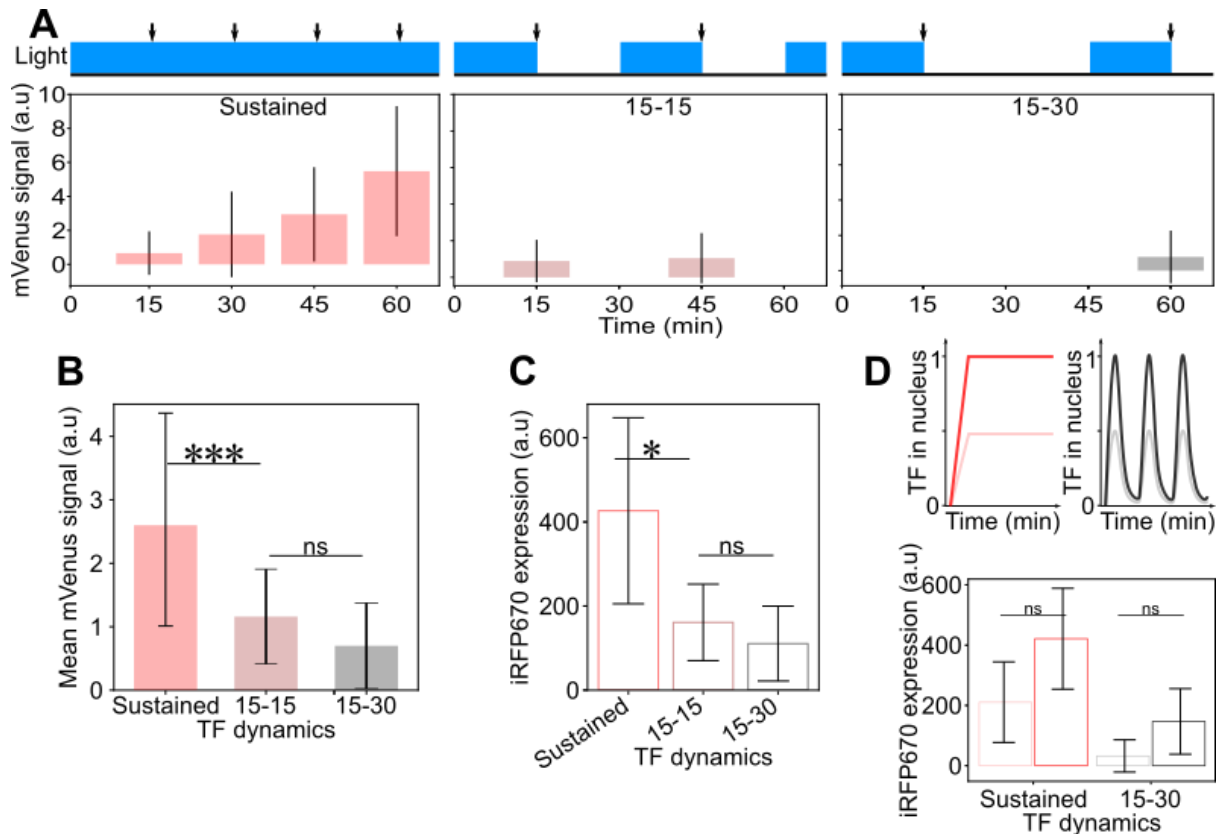 A
Light
Sustained
15-15
15-30
mVenus signal (a.u)
10
8
6
4
2
0
0 15 30 45 60
0 15 30 45 60
0 15 30 45 60
Time (min)
B
Mean mVenus signal (a.u)
4
3
2
1
0
***
ns
Sustained 15-15 15-30
TF dynamics
C
iRFP670 expression (a.u)
600
400
200
0
*
ns
Sustained 15-15 15-30
TF dynamics
D
TF in nucleus
1
0
Time (min)
TF in nucleus
1
0
Time (min)
iRFP670 expression (a.u)
600
400
200
0
ns
ns
Sustained 15-30
TF dynamics